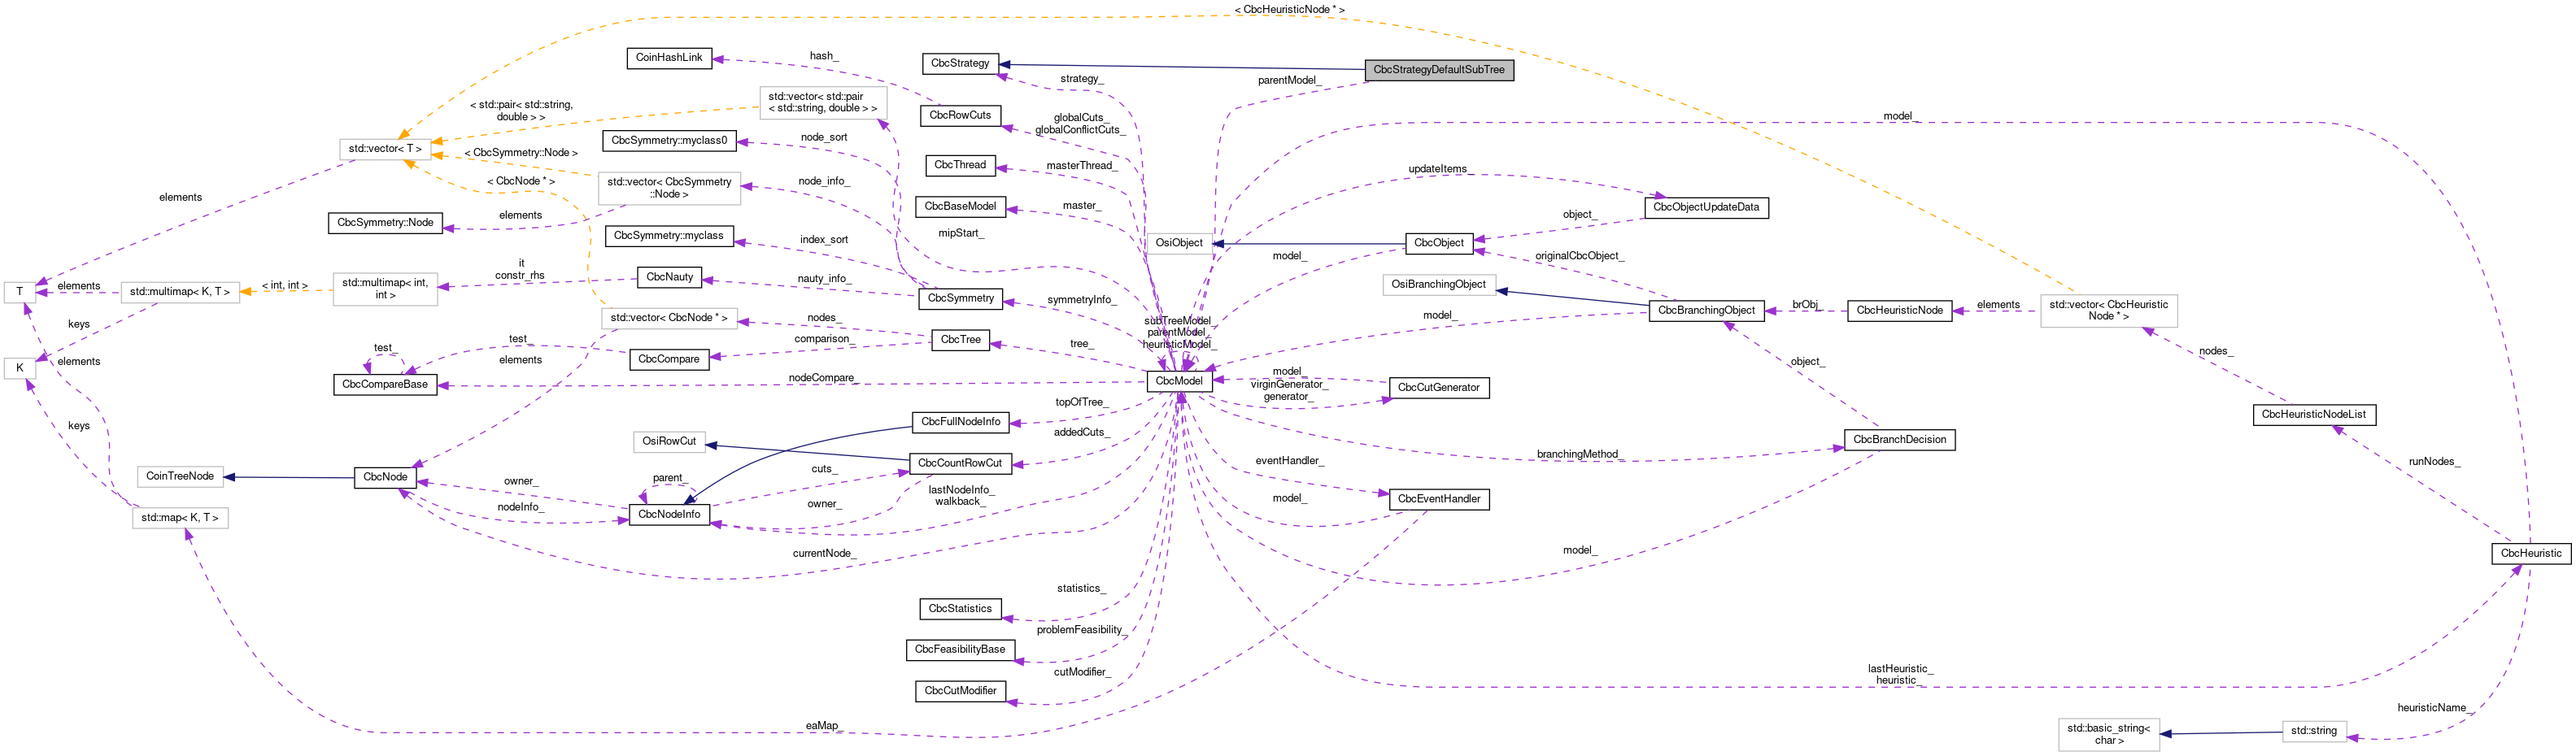 < CbcHeuristicNode * >
CoinHashLink
hash_
CbcStrategy
strategy_
CbcStrategyDefaultSubTree
parentModel_
< std::pair< std::string,
double > >
std::vector< std::pair
< std::string, double > >
CbcRowCuts
globalCuts_
globalConflictCuts_
model_
std::vector< T >
CbcSymmetry::myclass0
node_sort
< CbcSymmetry::Node >
CbcThread
masterThread_
updateItems_
< CbcNode * >
std::vector< CbcSymmetry
::Node >
node_info_
elements
CbcSymmetry::Node
elements
CbcBaseModel
master_
CbcObjectUpdateData
object_
CbcSymmetry::myclass
index_sort
mipStart_
OsiObject
CbcObject
model_
originalCbcObject_
it
constr_rhs
CbcNauty
nauty_info_
T
elements
std::multimap< K, T >
< int, int >
std::multimap< int,
int >
CbcSymmetry
symmetryInfo_
OsiBranchingObject
CbcBranchingObject
brObj_
CbcHeuristicNode
elements
std::vector< CbcHeuristic
Node * >
keys
std::vector< CbcNode * >
nodes_
model_
subTreeModel_
parentModel_
heuristicModel_
test_
test_
comparison_
CbcTree
tree_
nodes_
K
elements
elements
CbcCompare
object_
CbcCompareBase
nodeCompare_
CbcModel
model_
virginGenerator_
generator_
CbcCutGenerator
topOfTree_
CbcHeuristicNodeList
keys
CbcFullNodeInfo
OsiRowCut
addedCuts_
CbcBranchDecision
branchingMethod_
CoinTreeNode
CbcNode
owner_
parent_
cuts_
CbcCountRowCut
eventHandler_
runNodes_
lastNodeInfo_
walkback_
nodeInfo_
CbcNodeInfo
owner_
model_
CbcEventHandler
std::map< K, T >
currentNode_
model_
CbcHeuristic
statistics_
CbcStatistics
problemFeasibility_
CbcFeasibilityBase
cutModifier_
CbcCutModifier
lastHeuristic_
heuristic_
eaMap_
heuristicName_
std::basic_string<
char >
std::string